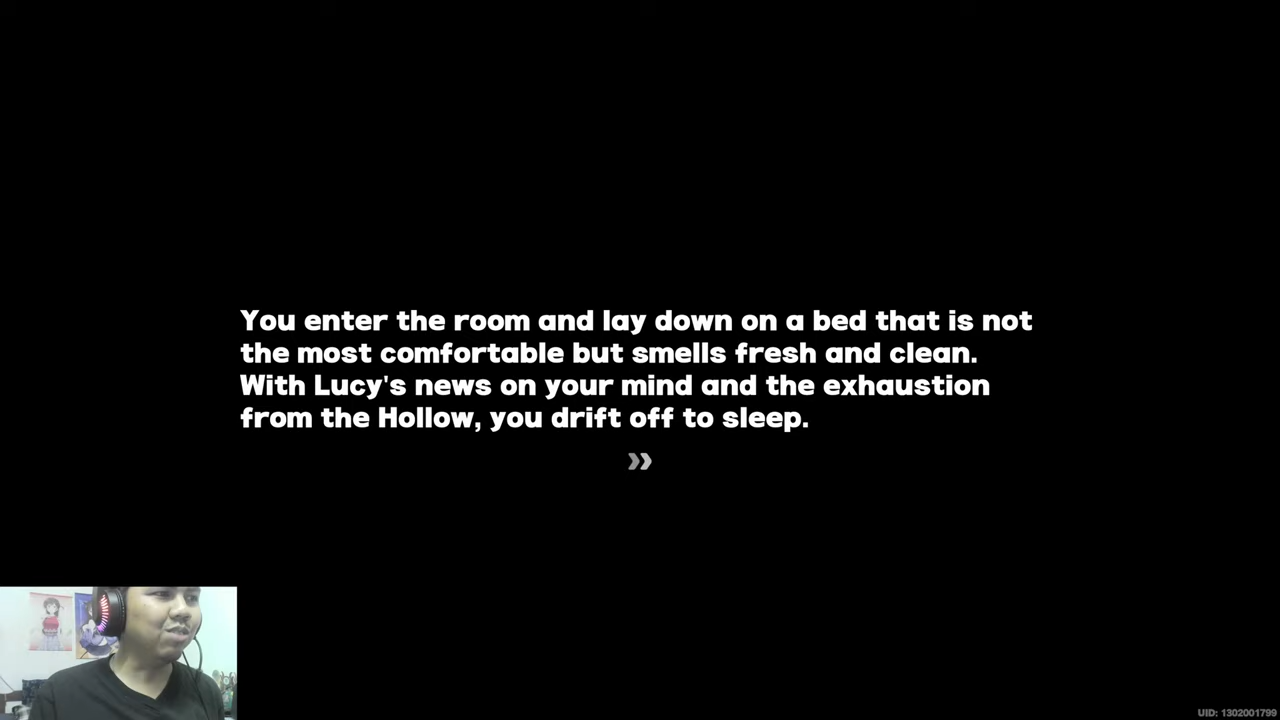 You enter the room and lay down on a bed that is not
the most comfortable but smells fresh and clean.
With Lucy's news on your mind and the exhaustion
from the Hollow, you drift off to sleep.
UID: 1302001799